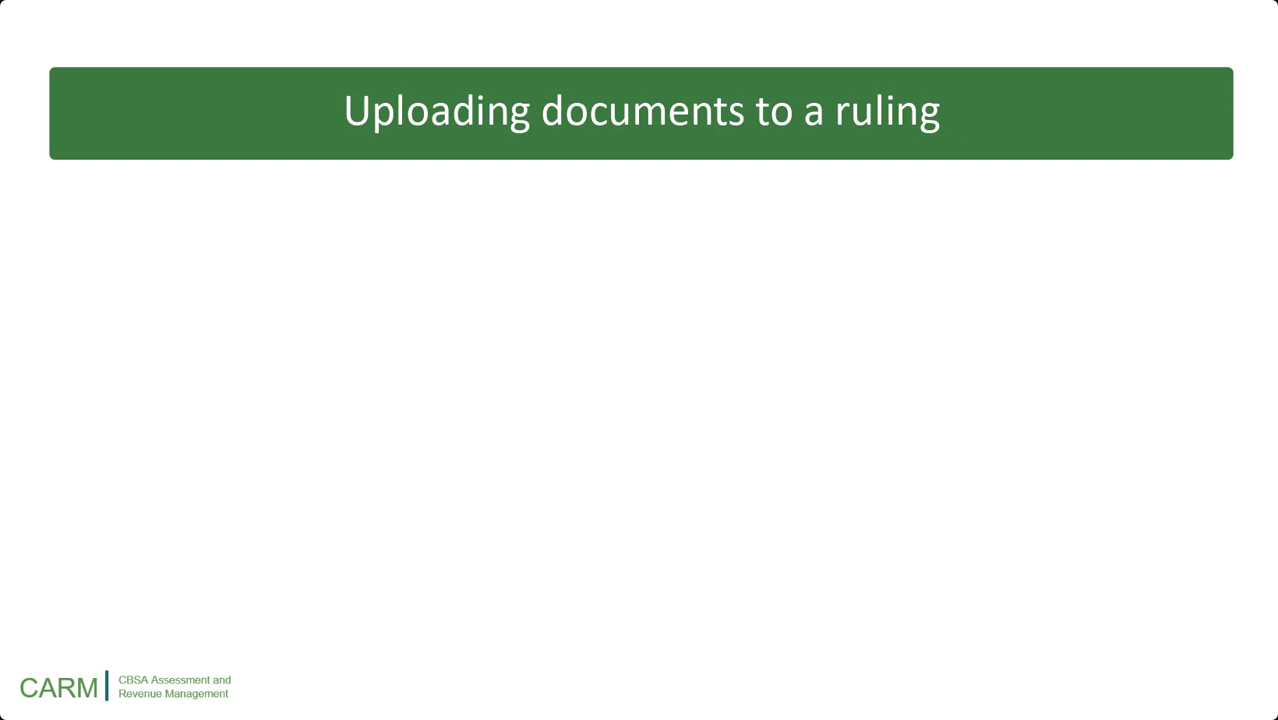 Uploading documents to a ruling
CARM
CBSA Assessment and
Revenue Management